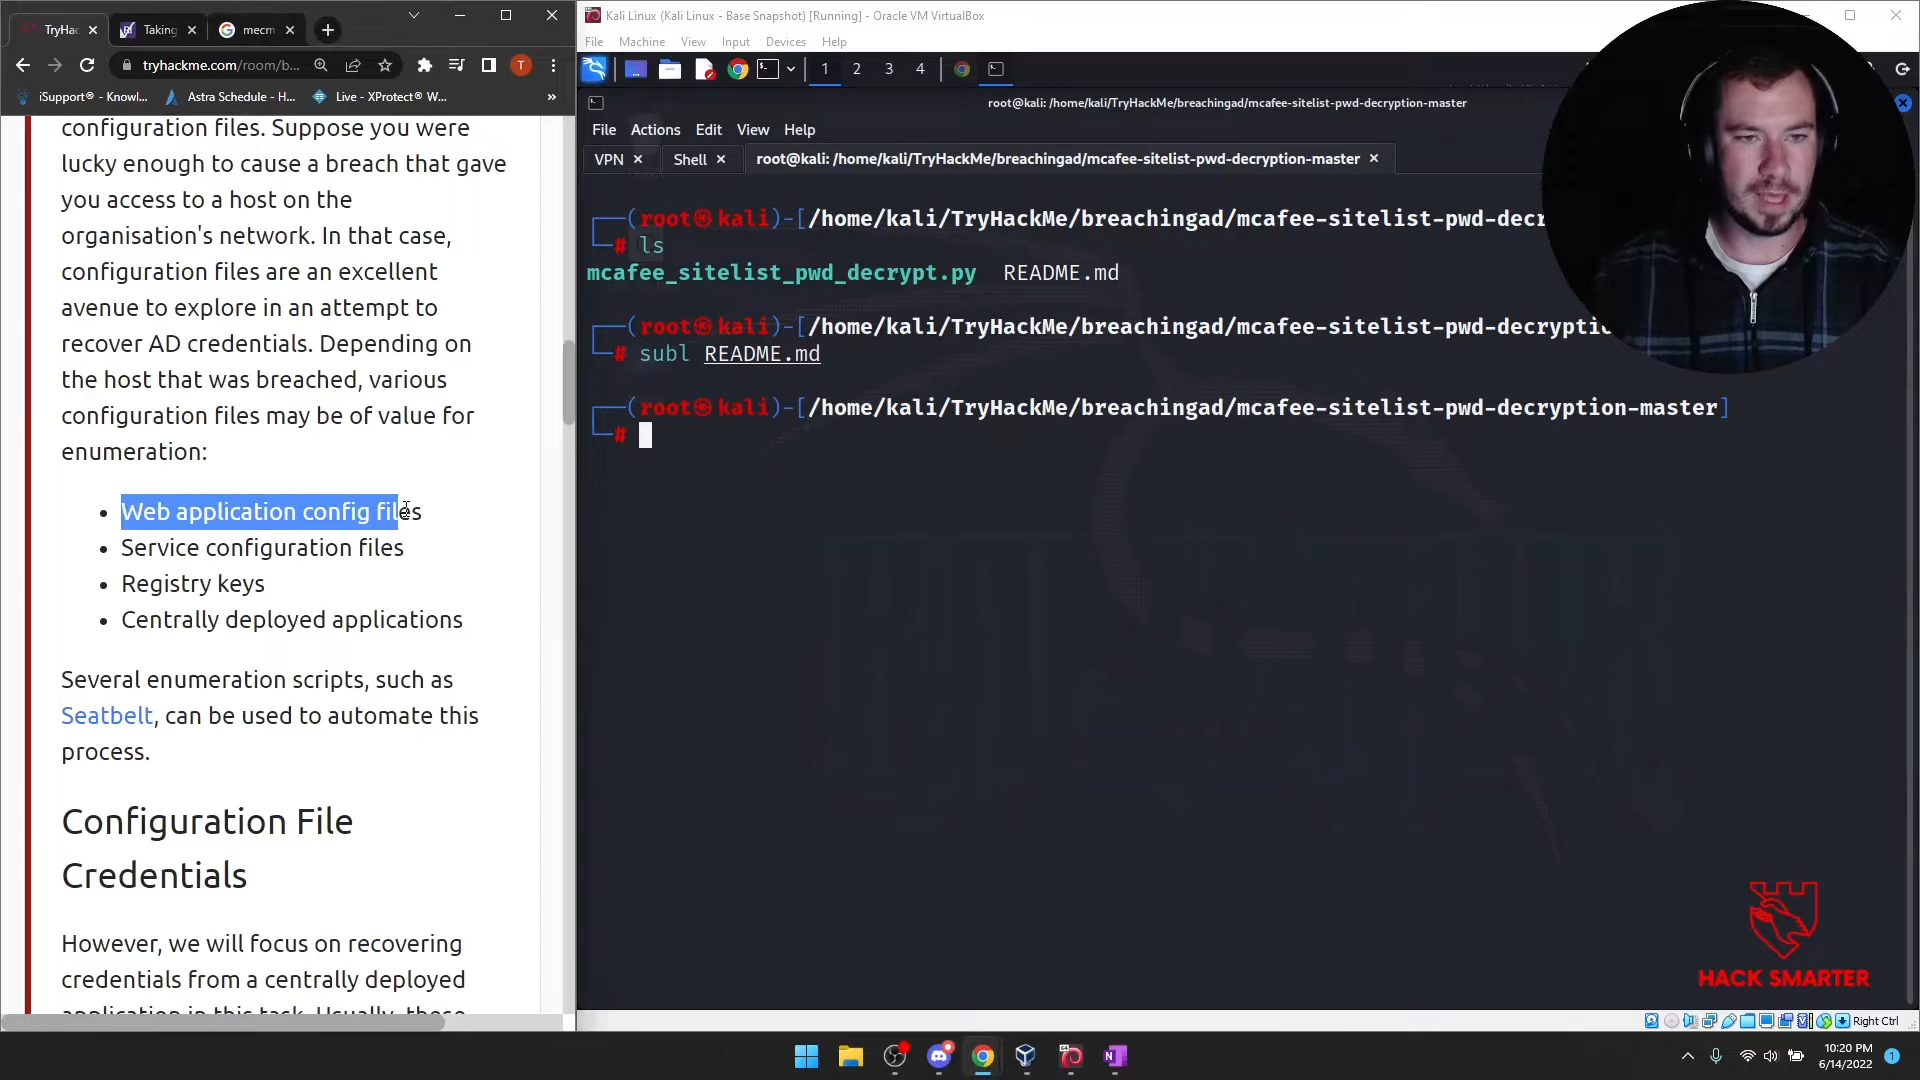 TryHac
Taking
mecm
tryhackme.com/room/b...
iSupport® - Knowl...
Astra Schedule - H...
Live - XProtect® W...
»
configuration files. Suppose you were
lucky enough to cause a breach that gave
you access to a host on the
organisation's network. In that case,
configuration files are an excellent
avenue to explore in an attempt to
recover AD credentials. Depending on
the host that was breached, various
configuration files may be of value for
enumeration:
• Web application config files
• Service configuration files
• Registry keys
• Centrally deployed applications
Several enumeration scripts, such as
Seatbelt, can be used to automate this
process.
Configuration File
Credentials
However, we will focus on recovering
credentials from a centrally deployed
application in this task. Usually, these
Kali Linux (Kali Linux - Base Snapshot) [Running] - Oracle VM VirtualBox
File Machine View Input Devices Help
1 2 3 4
root@kali: /home/kali/TryHackMe/breachingad/mcafee-sitelist-pwd-decryption-master
File Actions Edit View Help
VPN Shell root@kali: /home/kali/TryHackMe/breachingad/mcafee-sitelist-pwd-decryption-master
(root㉿kali)-[/home/kali/TryHackMe/breachingad/mcafee-sitelist-pwd-decr
# ls
mcafee_sitelist_pwd_decrypt.py README.md
(root㉿kali)-[/home/kali/TryHackMe/breachingad/mcafee-sitelist-pwd-decryptio
# subl README.md
(root㉿kali)-[/home/kali/TryHackMe/breachingad/mcafee-sitelist-pwd-decryption-master]
#
HACK SMARTER
Right Ctrl
10:20 PM
6/14/2022
1